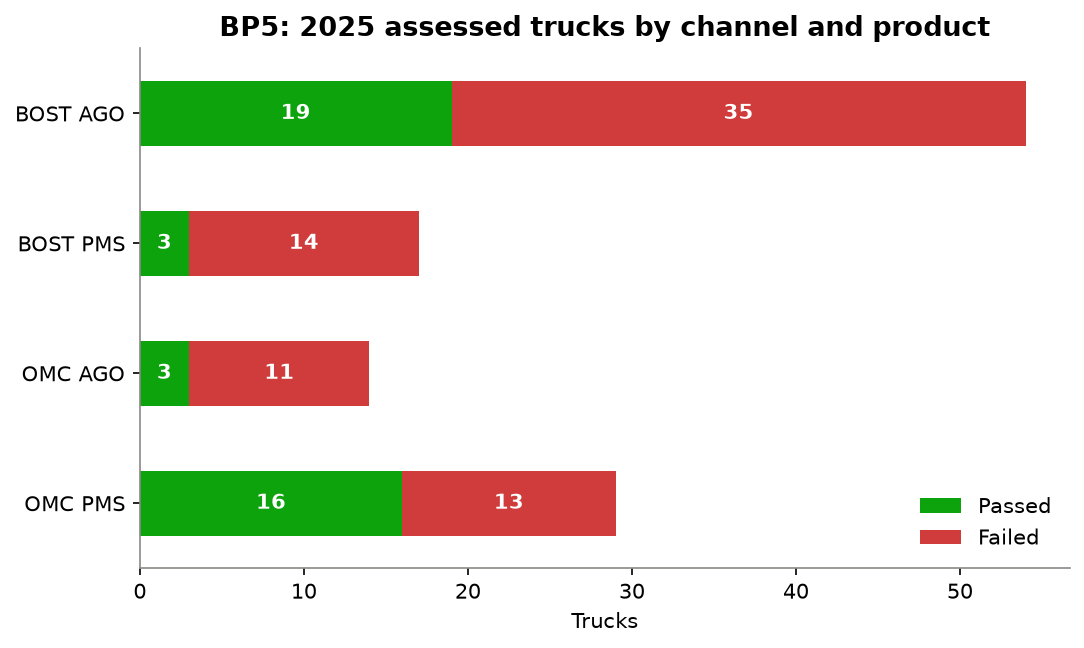 BP5: 2025 assessed trucks by channel and product
BOST AGO 19 35
BOST PMS 3 14
OMC AGO 3 11
OMC PMS 16 13
Passed
Failed
0 10 20 30 40 50
Trucks